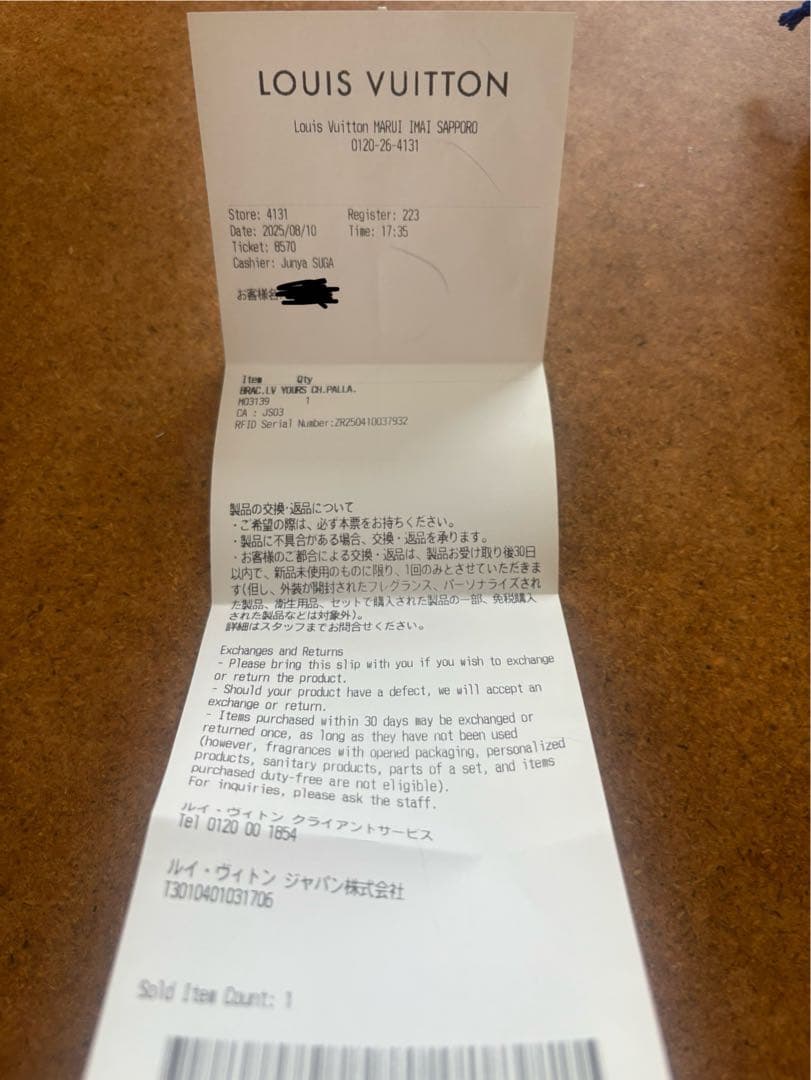 LOUIS VUITTON
Louis Vuitton MARUI IMAI SAPPORO
0120-26-4131
Store: 4131 Register: 223
Date: 2025/08/10 Time: 17:35
Ticket: 8570
Cashier: Junya SUGA
お客様名
Item Qty
BRAC.LV YOURS CH.PALLA.
M03139 1
CA : JS03
RFID Serial Number:ZR250410037932
製品の交換・返品について
・ご希望の際は、必ず本票をお持ちください。
・製品に不具合がある場合、交換・返品を承ります。
・お客様のご都合による交換・返品は、製品お受け取り後30日
以内で、新品未使用のものに限り、1回のみとさせていただきま
す(但し、外装が開封されたフレグランス、パーソナライズされ
た製品、衛生用品、セットで購入された製品の一部、免税購入
された製品などは対象外)。
詳細はスタッフまでお問合せください。
Exchanges and Returns
- Please bring this slip with you if you wish to exchange
or return the product.
- Should your product have a defect, we will accept an
exchange or return.
- Items purchased within 30 days may be exchanged or
returned once, as long as they have not been used
(however, fragrances with opened packaging, personalized
products, sanitary products, parts of a set, and items
purchased duty-free are not eligible).
For inquiries, please ask the staff.
ルイ・ヴィトン クライアントサービス
Tel 0120 00 1854
ルイ・ヴィトン ジャパン株式会社
T3010401031706
Sold Item Count: 1